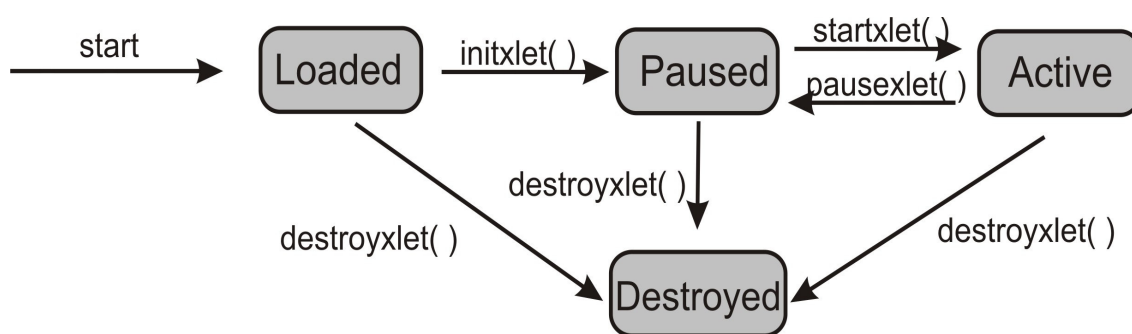 start
Loaded
initxlet( )
Paused
startxlet( )
pausexlet( )
Active
destroyxlet( )
destroyxlet( )
destroyxlet( )
Destroyed